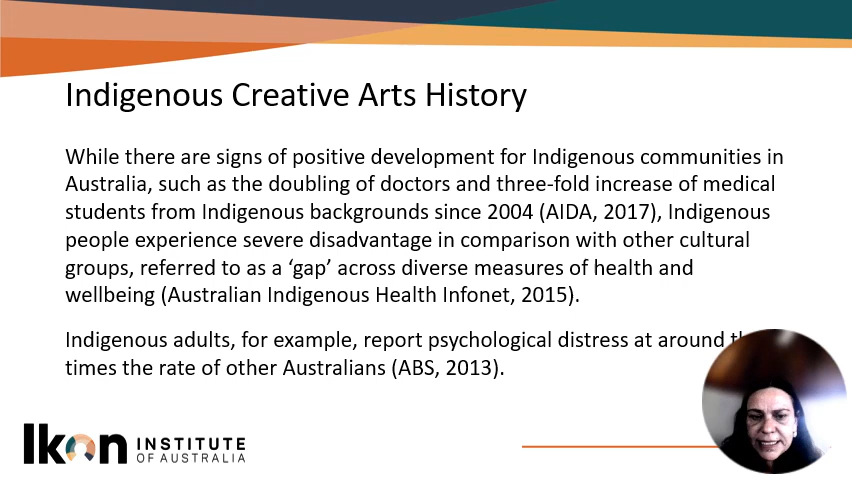 Indigenous Creative Arts History
While there are signs of positive development for Indigenous communities in
Australia, such as the doubling of doctors and three-fold increase of medical
students from Indigenous backgrounds since 2004 (AIDA, 2017), Indigenous
people experience severe disadvantage in comparison with other cultural
groups, referred to as a ‘gap’ across diverse measures of health and
wellbeing (Australian Indigenous Health Infonet, 2015).
Indigenous adults, for example, report psychological distress at around
times the rate of other Australians (ABS, 2013).
Ikon INSTITUTE
OF AUSTRALIA